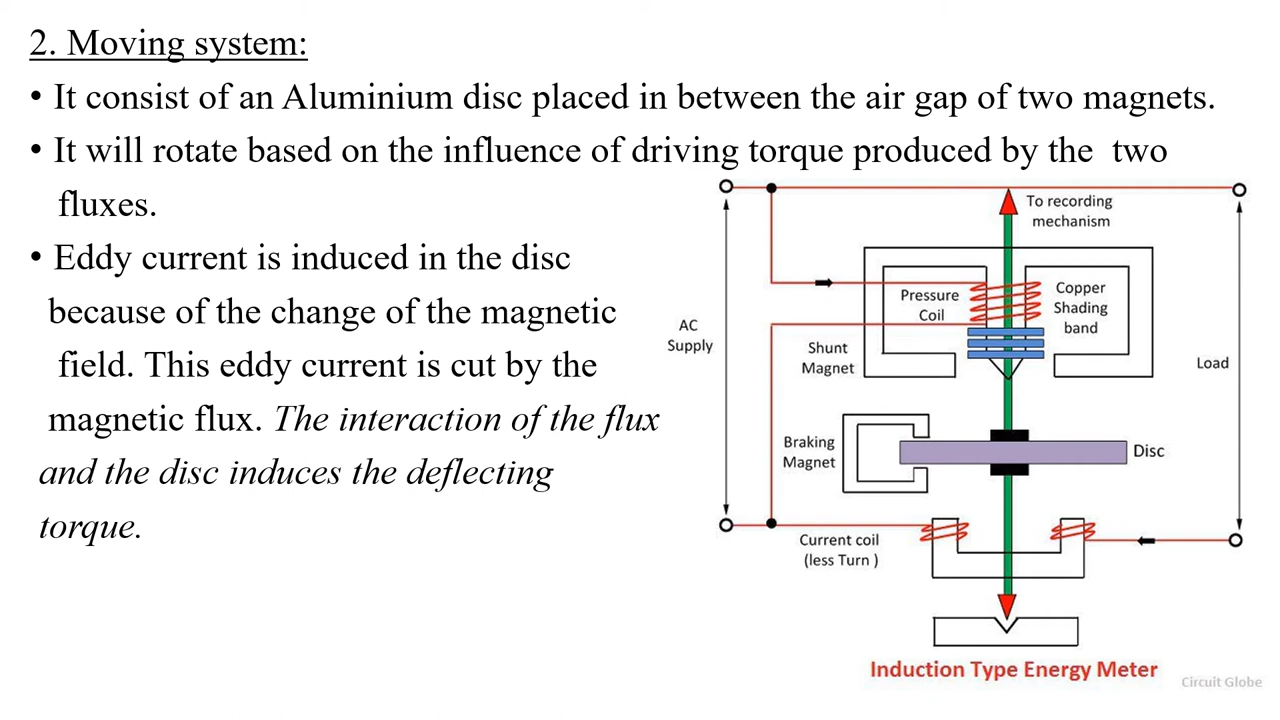 2. Moving system:
• It consist of an Aluminium disc placed in between the air gap of two magnets.
• It will rotate based on the influence of driving torque produced by the two
fluxes.
• Eddy current is induced in the disc
because of the change of the magnetic
field. This eddy current is cut by the
magnetic flux. The interaction of the flux
and the disc induces the deflecting
torque.
To recording
mechanism
Pressure
Coil
Copper
Shading
band
AC
Supply
Shunt
Magnet
Load
Braking
Magnet
Disc
Current coil
(less Turn )
Induction Type Energy Meter
Circuit Globe